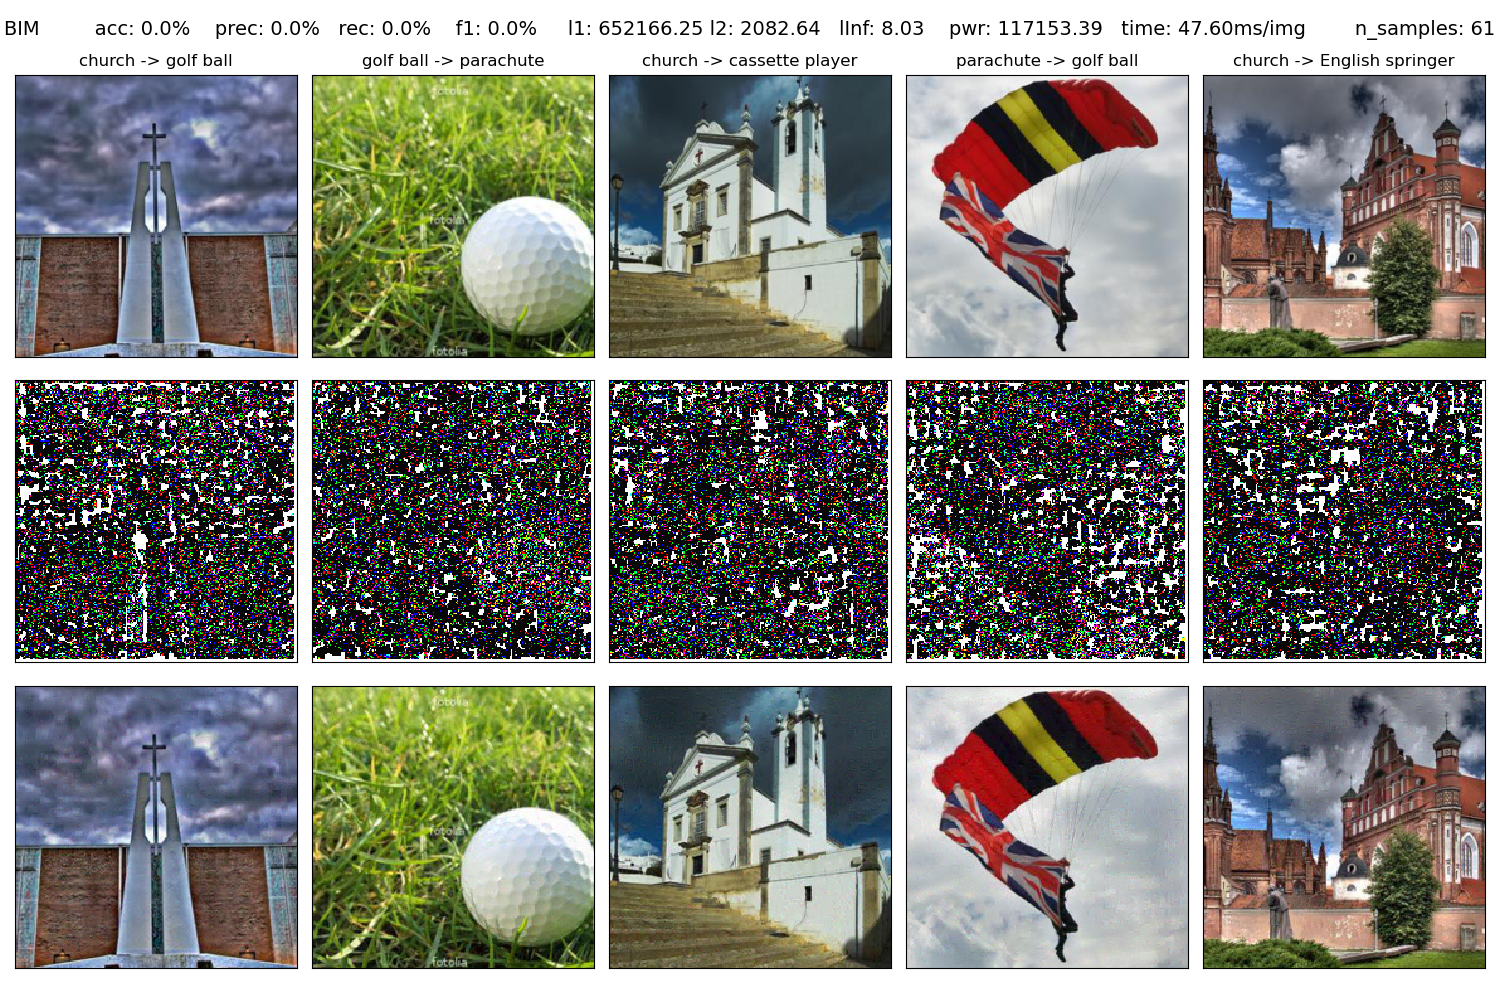 BIM acc: 0.0% prec: 0.0% rec: 0.0% f1: 0.0% l1: 652166.25 l2: 2082.64 lInf: 8.03 pwr: 117153.39 time: 47.60ms/img n_samples: 61
church -> golf ball
golf ball -> parachute
church -> cassette player
parachute -> golf ball
church -> English springer
fotolia
fotolia
fotolia
fotolia
fotolia
fotolia